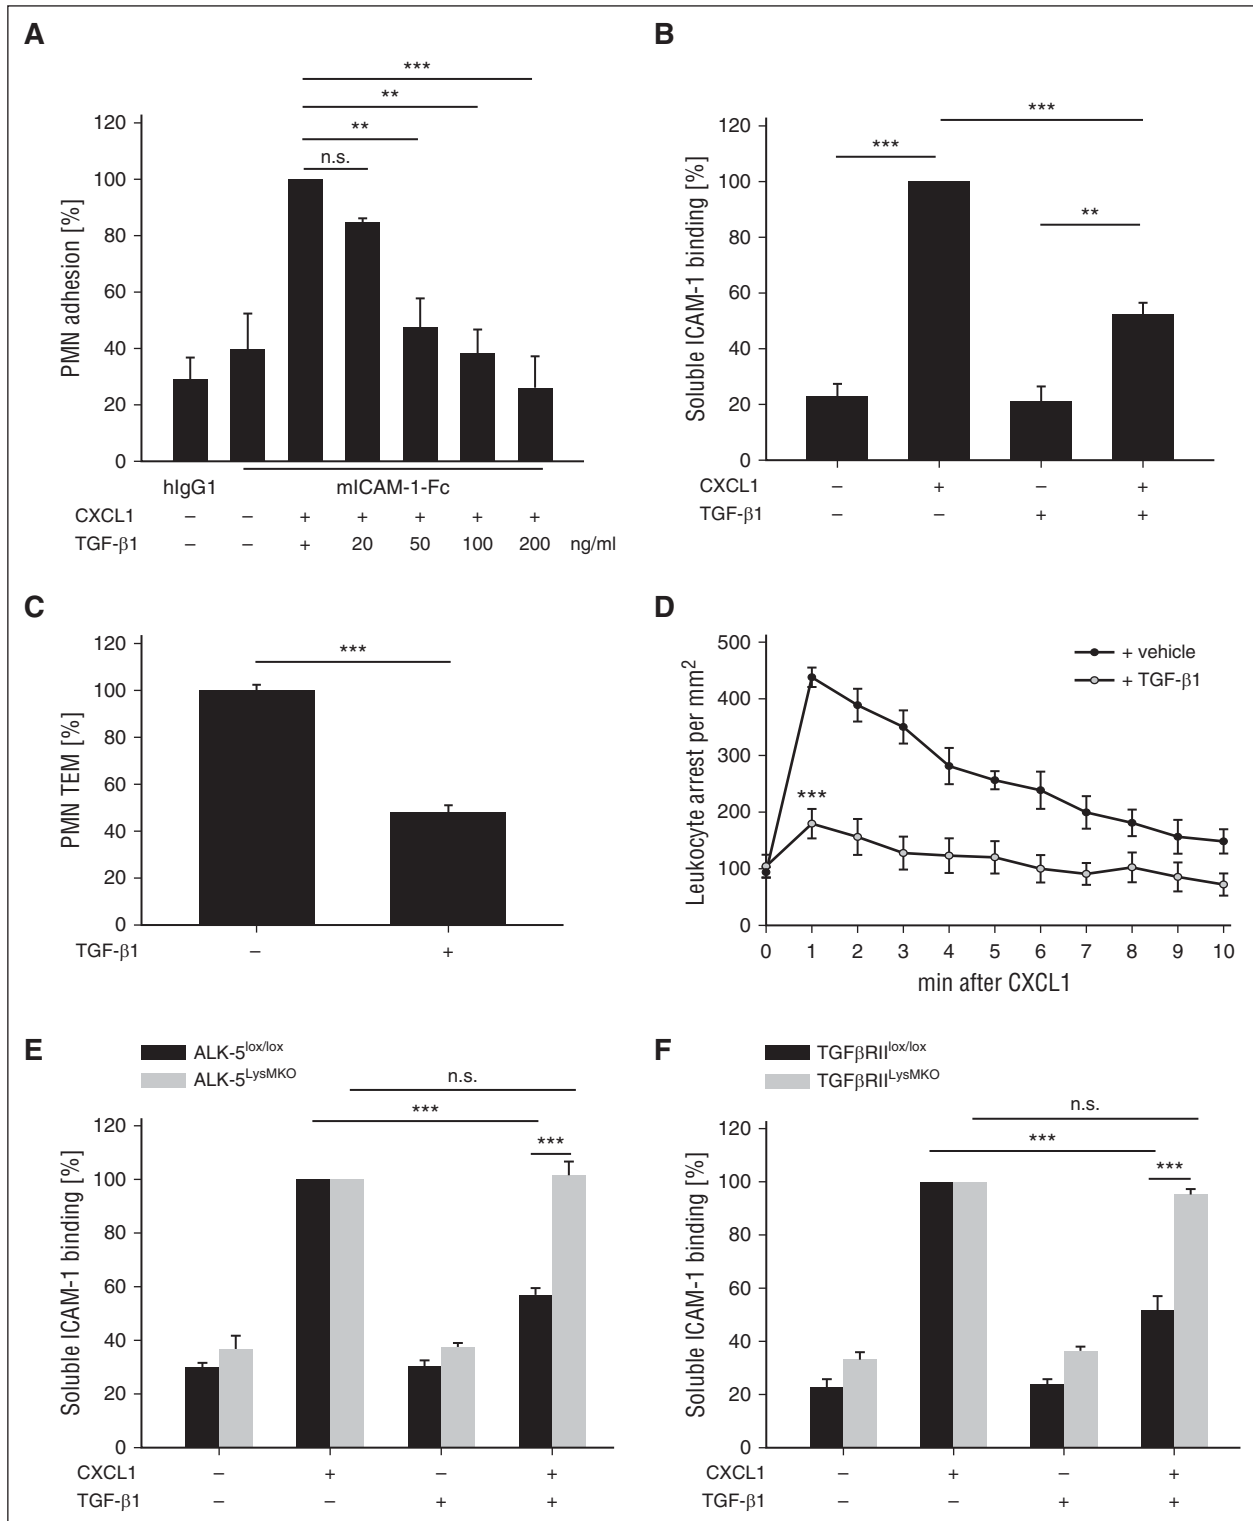 A
***
**
**
n.s.
PMN adhesion [%]
120
100
80
60
40
20
0
hIgG1 mICAM-1-Fc
CXCL1 – – + + + + +
TGF-β1 – – + 20 50 100 200 ng/ml
B
***
***
**
Soluble ICAM-1 binding [%]
120
100
80
60
40
20
0
CXCL1 – + – +
TGF-β1 – – + +
C
***
PMN TEM [%]
120
100
80
60
40
20
0
TGF-β1 – +
D
+ vehicle
+ TGF-β1
***
Leukocyte arrest per mm2
500
400
300
200
100
0
0 1 2 3 4 5 6 7 8 9 10
min after CXCL1
E
ALK-5lox/lox
ALK-5LysMKO
n.s.
***
***
Soluble ICAM-1 binding [%]
120
100
80
60
40
20
0
CXCL1 – + – +
TGF-β1 – – + +
F
TGFβRIIlox/lox
TGFβRIILysMKO
n.s.
***
***
Soluble ICAM-1 binding [%]
120
100
80
60
40
20
0
CXCL1 – + – +
TGF-β1 – – + +